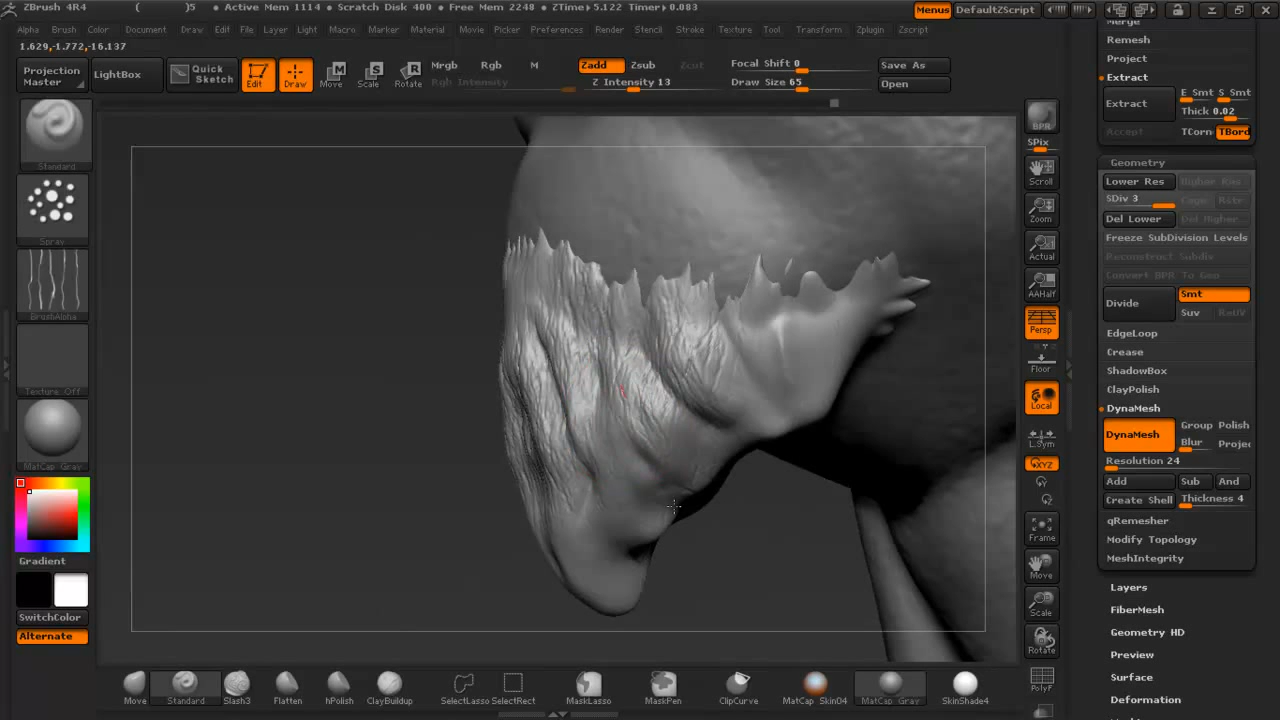 ZBrush 4R4 ( )5 • Active Mem 1114 • Scratch Disk 400 • Free Mem 2248 • ZTime▸5.122 Timer▸0.083
Menus DefaultZScript
Alpha Brush Color Document Draw Edit File Layer Light Macro Marker Material Movie Picker Preferences Render Stencil Stroke Texture Tool Transform Zplugin Zscript
1.629,-1.772,-16.137
Projection Master
LightBox
Quick Sketch
Edit
Draw
Move
Scale
Rotate
Mrgb Rgb M
Rgb Intensity
Zadd Zsub Zcut
Z Intensity 13
Focal Shift 0
Draw Size 65
Save As
Open
Standard
Spray
BrushAlpha
Texture Off
MatCap Gray
Gradient
SwitchColor
Alternate
BPR
SPix
Scroll
Zoom
Actual
AAHalf
Persp
Floor
Local
L.Sym
XYZ
Frame
Move
Scale
Rotate
PolyF
Merge
Remesh
Project
Extract
Extract
E Smt S Smt
Thick 0.02
Accept TCorn TBord
Geometry
Lower Res Higher Res
SDiv 3 Cage Rstr
Del Lower Del Higher
Freeze SubDivision Levels
Reconstruct Subdiv
Convert BPR To Geo
Divide
Smt
Suv ReUV
EdgeLoop
Crease
ShadowBox
ClayPolish
DynaMesh
DynaMesh
Group Polish
Blur Projec
Resolution 24
Add Sub And
Create Shell Thickness 4
qRemesher
Modify Topology
MeshIntegrity
Layers
FiberMesh
Geometry HD
Preview
Surface
Deformation
Move Standard Slash3 Flatten hPolish ClayBuildup SelectLasso SelectRect MaskLasso MaskPen ClipCurve MatCap Skin04 MatCap Gray SkinShade4